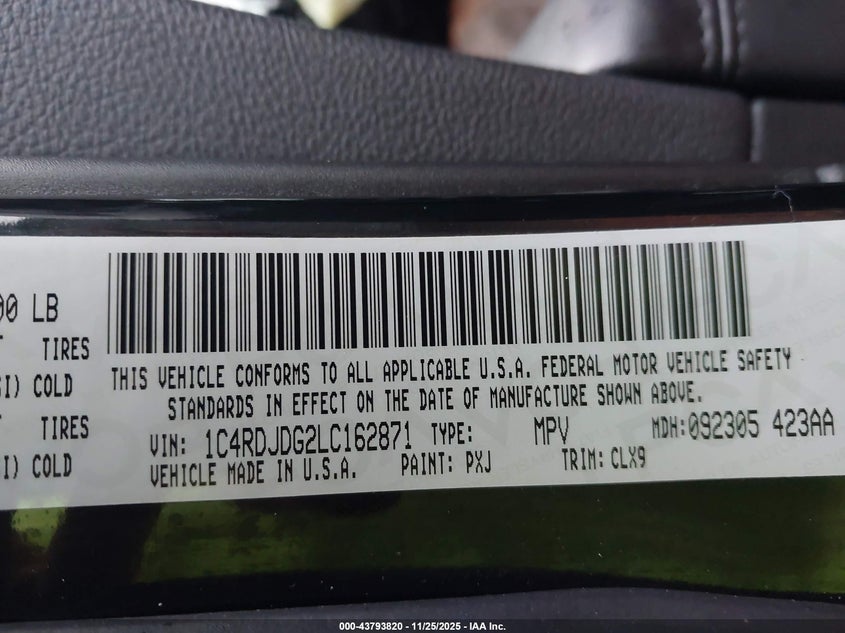 00 LB
TIRES
SI) COLD
TIRES
I) COLD
THIS VEHICLE CONFORMS TO ALL APPLICABLE U.S.A. FEDERAL MOTOR VEHICLE SAFETY
STANDARDS IN EFFECT ON THE DATE OF MANUFACTURE SHOWN ABOVE.
VIN: 1C4RDJDG2LC162871 TYPE: MPV MDH:092305 423AA
VEHICLE MADE IN U.S.A. PAINT: PXJ TRIM: CLX9
000-43793820 - 11/25/2025 - IAA Inc.